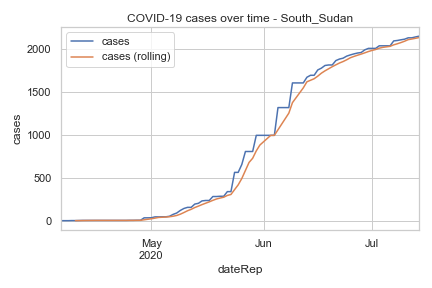 COVID-19 cases over time - South_Sudan
cases
cases (rolling)
2000
1500
1000
500
0
cases
May
2020
Jun
Jul
dateRep